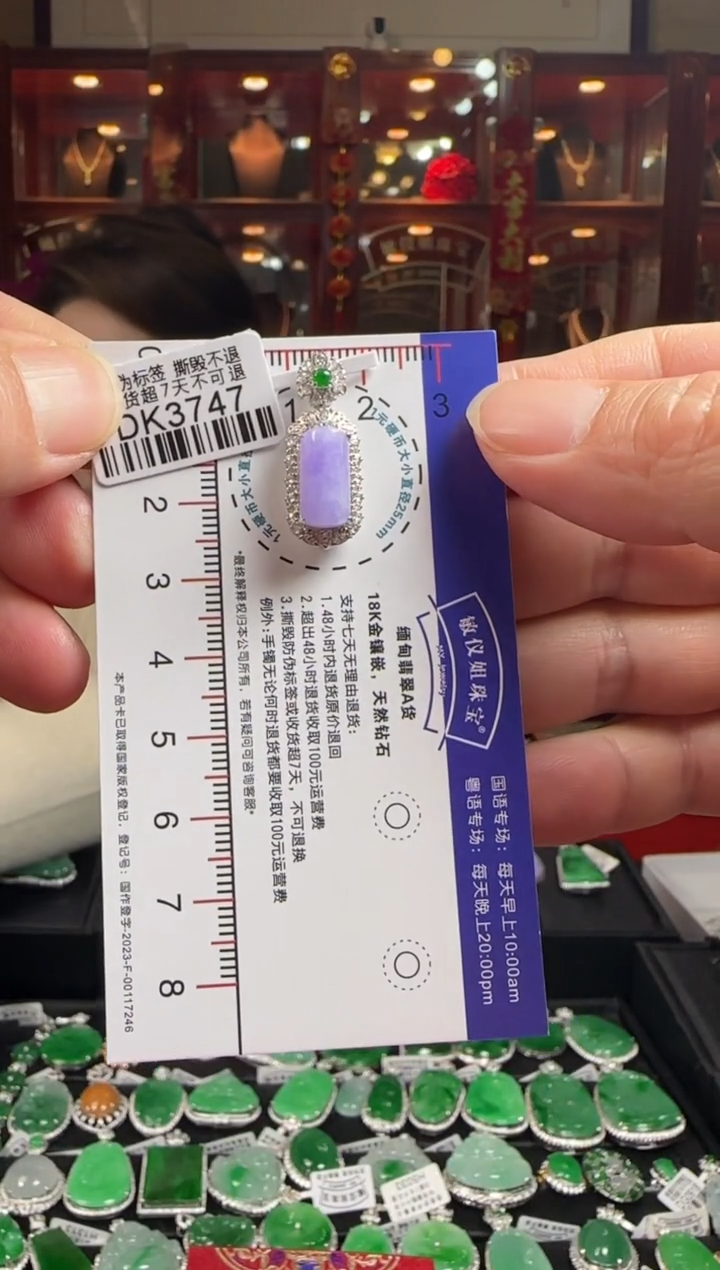 伪标签 撕毁不退
货超7天不可退
DK3747
1
2
3
2
3
4
5
6
7
8
1元硬币大小直径25mm
1元硬币大小直
敏仪姐珠宝®
国语专场：每天早上10:00am
粤语专场：每天晚上20:00pm
缅甸翡翠A货
18K金镶嵌，天然钻石
支持七天无理由退货：
1.48小时内退货原价退回
2.超出48小时退货收取100元运营费
3.撕毁防伪标签或收货超7天，不可退换
例外：手镯无论何时退货都要收取100元运营费
*最终解释权归本公司所有，若有疑问可咨询客服*
本产品卡已取得国家版权登记，登记号：国作登字-2023-F-00117246